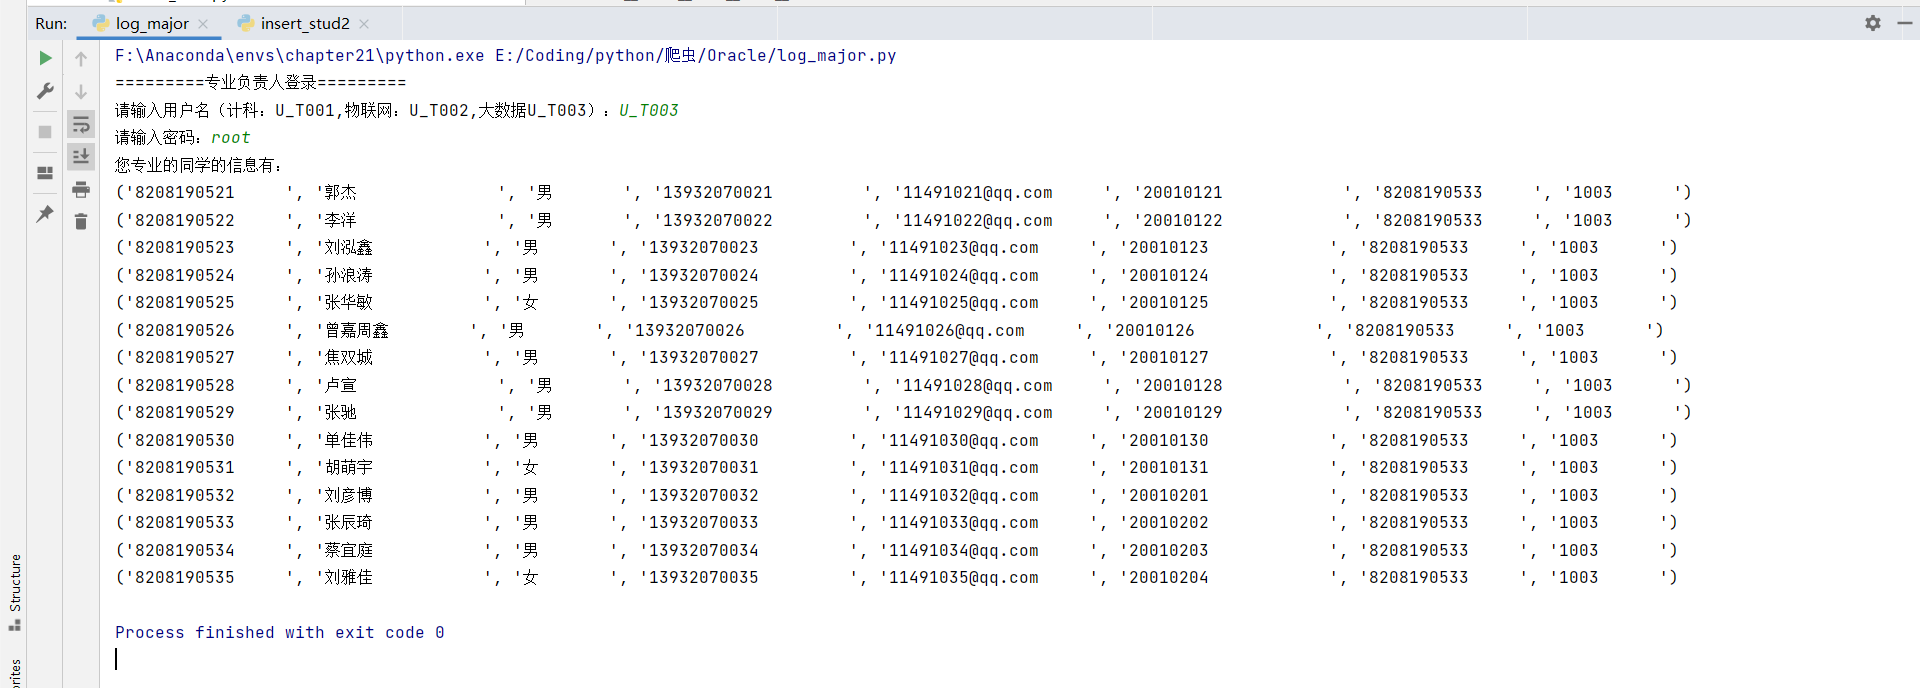 Run: log_major × insert_stud2 ×
F:\Anaconda\envs\chapter21\python.exe E:/Coding/python/爬虫/Oracle/log_major.py
=========专业负责人登录=========
请输入用户名（计科: U_T001,物联网: U_T002,大数据U_T003）: U_T003
请输入密码: root
您专业的同学的信息有:
('8208190521     ', '郭杰              ', '男       ', '13932070021         ', '11491021@qq.com     ', '20010121            ', '8208190533     ', '1003      ')
('8208190522     ', '李洋              ', '男       ', '13932070022         ', '11491022@qq.com     ', '20010122            ', '8208190533     ', '1003      ')
('8208190523     ', '刘泓鑫           ', '男       ', '13932070023         ', '11491023@qq.com     ', '20010123            ', '8208190533     ', '1003      ')
('8208190524     ', '孙浪涛           ', '男       ', '13932070024         ', '11491024@qq.com     ', '20010124            ', '8208190533     ', '1003      ')
('8208190525     ', '张华敏           ', '女       ', '13932070025         ', '11491025@qq.com     ', '20010125            ', '8208190533     ', '1003      ')
('8208190526     ', '曾嘉周鑫        ', '男       ', '13932070026         ', '11491026@qq.com     ', '20010126            ', '8208190533     ', '1003      ')
('8208190527     ', '焦双城           ', '男       ', '13932070027         ', '11491027@qq.com     ', '20010127            ', '8208190533     ', '1003      ')
('8208190528     ', '卢宣              ', '男       ', '13932070028         ', '11491028@qq.com     ', '20010128            ', '8208190533     ', '1003      ')
('8208190529     ', '张驰              ', '男       ', '13932070029         ', '11491029@qq.com     ', '20010129            ', '8208190533     ', '1003      ')
('8208190530     ', '单佳伟           ', '男       ', '13932070030         ', '11491030@qq.com     ', '20010130            ', '8208190533     ', '1003      ')
('8208190531     ', '胡萌宇           ', '女       ', '13932070031         ', '11491031@qq.com     ', '20010131            ', '8208190533     ', '1003      ')
('8208190532     ', '刘彦博           ', '男       ', '13932070032         ', '11491032@qq.com     ', '20010201            ', '8208190533     ', '1003      ')
('8208190533     ', '张辰琦           ', '男       ', '13932070033         ', '11491033@qq.com     ', '20010202            ', '8208190533     ', '1003      ')
('8208190534     ', '蔡宜庭           ', '男       ', '13932070034         ', '11491034@qq.com     ', '20010203            ', '8208190533     ', '1003      ')
('8208190535     ', '刘雅佳           ', '女       ', '13932070035         ', '11491035@qq.com     ', '20010204            ', '8208190533     ', '1003      ')
Process finished with exit code 0
Structure